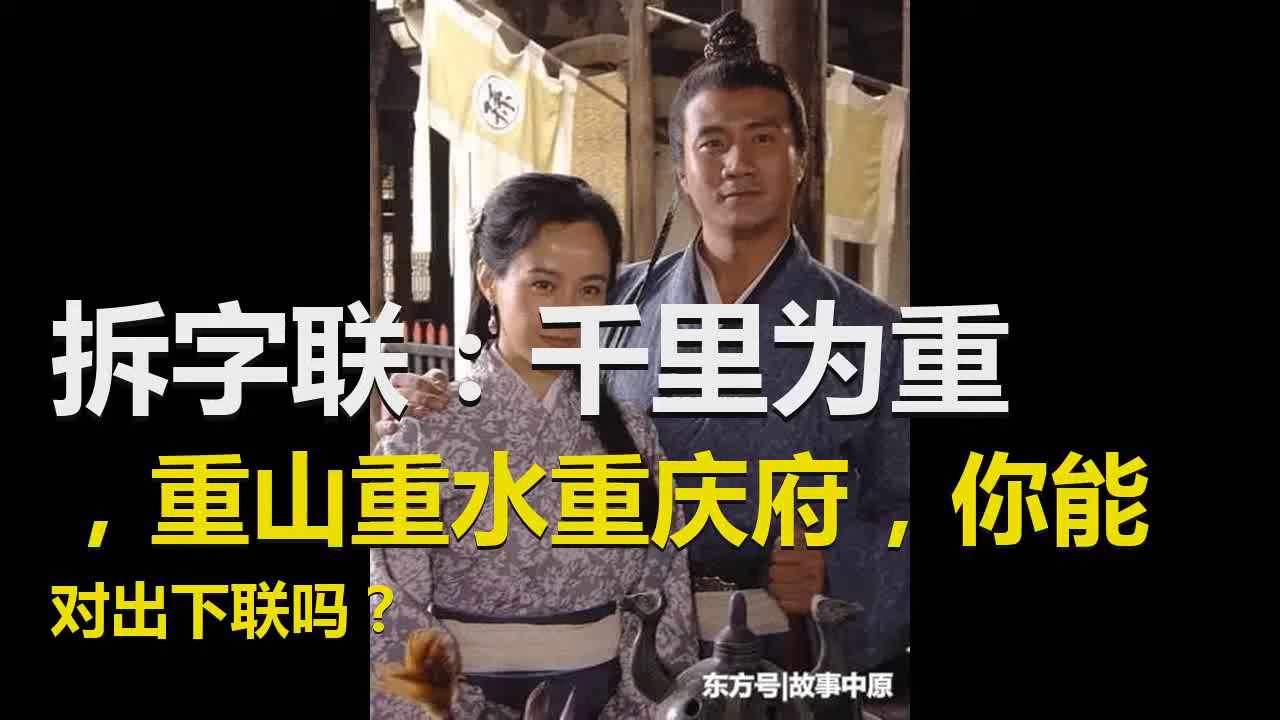 孫
拆字联：千里为重
，重山重水重庆府，你能
对出下联吗？
东方号|故事中原